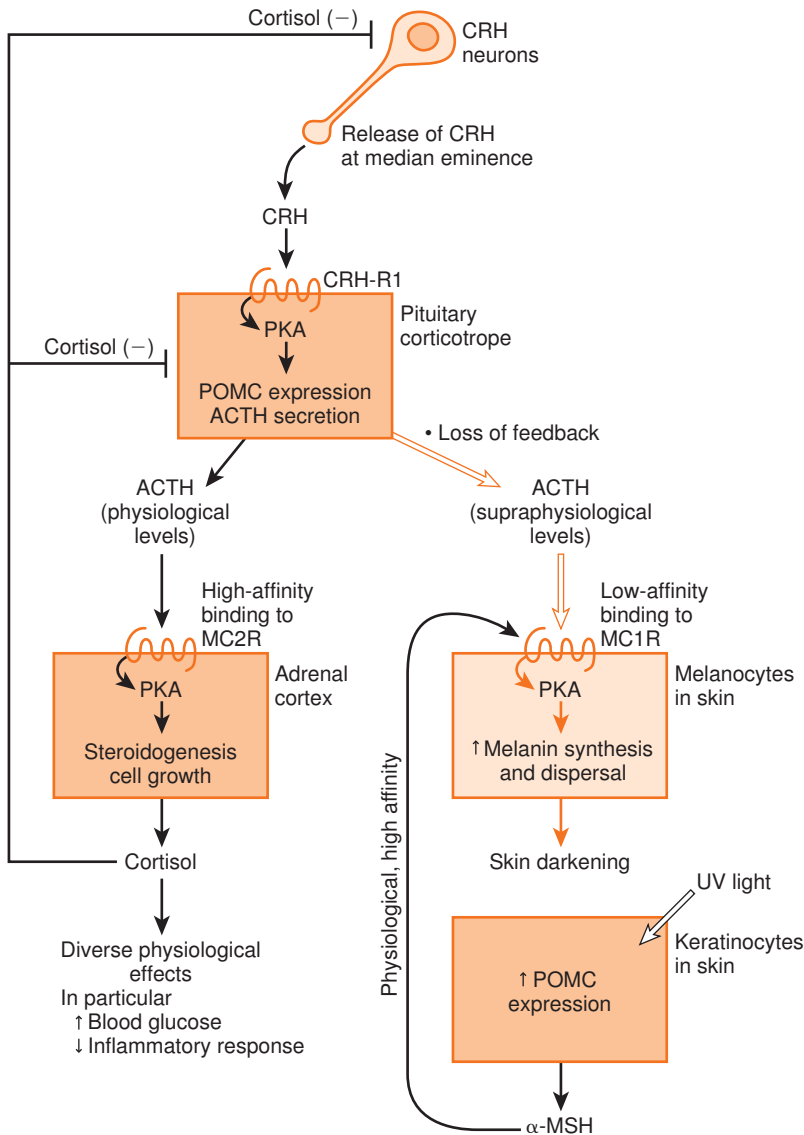 Cortisol (−)
CRH
neurons
Release of CRH
at median eminence
CRH
CRH-R1
PKA
Pituitary
corticotrope
Cortisol (−)
POMC expression
ACTH secretion
• Loss of feedback
ACTH
(physiological
levels)
ACTH
(supraphysiological
levels)
High-affinity
binding to
MC2R
Low-affinity
binding to
MC1R
PKA
Adrenal
cortex
Steroidogenesis
cell growth
PKA
Melanocytes
in skin
↑Melanin synthesis
and dispersal
Physiological, high affinity
Cortisol
Skin darkening
Diverse physiological
effects
In particular
↑ Blood glucose
↓ Inflammatory response
UV light
Keratinocytes
in skin
↑ POMC
expression
α-MSH